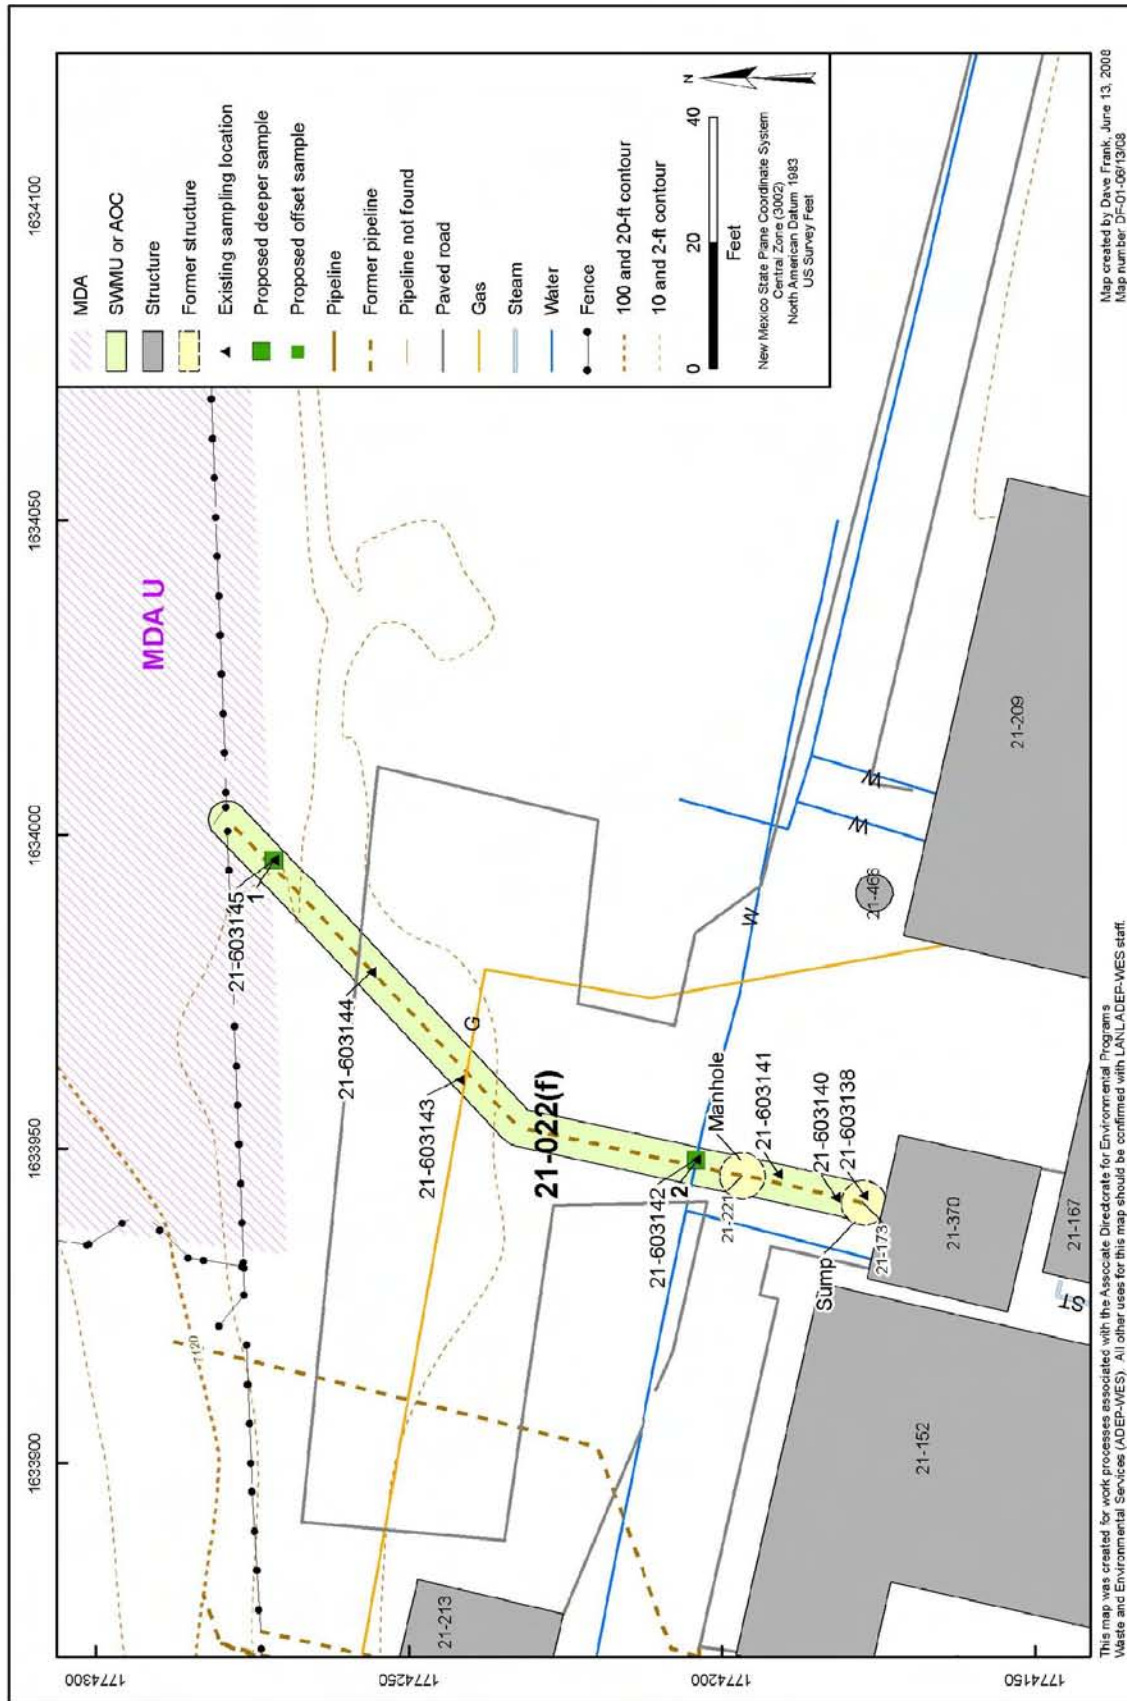 1633900
1633950
1634000
1634050
1634100
1774300
1774250
1774200
1774150
MDA U
7120
21-603145
1
21-603144
21-603143
G
21-022(f)
21-603142
2
Manhole
21-221
21-603141
21-603140
21-603138
Sump
21-173
21-213
21-152
21-370
21-167
ST
W
W
W
21-466
21-209
MDA
SWMU or AOC
Structure
Former structure
Existing sampling location
Proposed deeper sample
Proposed offset sample
Pipeline
Former pipeline
Pipeline not found
Paved road
Gas
Steam
Water
Fence
100 and 20-ft contour
10 and 2-ft contour
0 20 40
Feet
N
New Mexico State Plane Coordinate System
Central Zone (3002)
North American Datum 1983
US Survey Feet
This map was created for work processes associated with the Associate Directorate for Environmental Programs
Waste and Environmental Services (ADEP-WES). All other uses for this map should be confirmed with LANL ADEP-WES staff.
Map created by Dave Frank, June 13, 2008
Map number DF-01-06/13/08